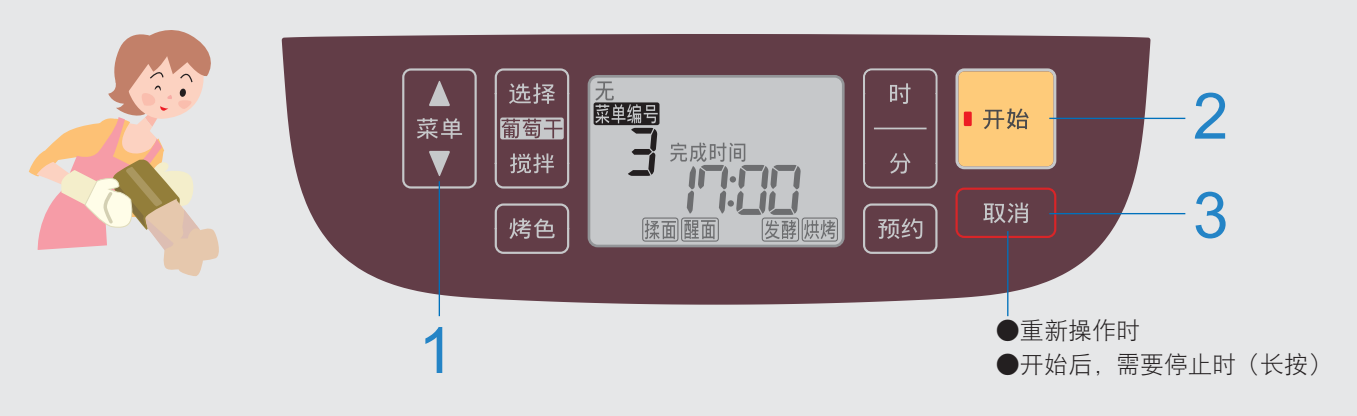 ▲
菜单
▼
选择
葡萄干
搅拌
烤色
无
菜单编号
3
完成时间
17:00
揉面 醒面 发酵 烘烤
时
分
预约
开始
取消
1
2
3
●重新操作时
●开始后，需要停止时（长按）